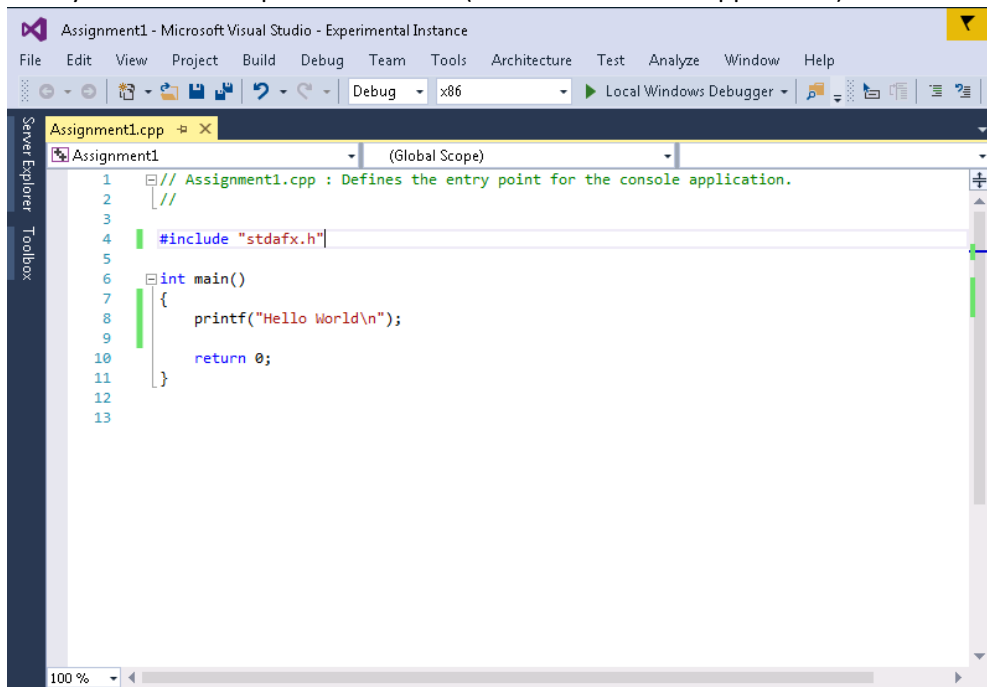 Assignment1 - Microsoft Visual Studio - Experimental Instance
File Edit View Project Build Debug Team Tools Architecture Test Analyze Window Help
Debug x86 Local Windows Debugger
Server Explorer
Toolbox
Assignment1.cpp
Assignment1 (Global Scope)
1 // Assignment1.cpp : Defines the entry point for the console application.
2 //
3
4 #include "stdafx.h"
5
6 int main()
7 {
8 printf("Hello World\n");
9
10 return 0;
11 }
12
13
100 %